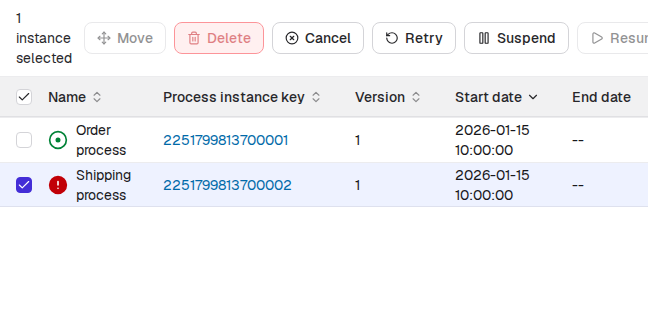 1
instance
selected
Move
Delete
Cancel
Retry
Suspend
Name
Process instance key
Version
Start date
End date
Order
process
2251799813700001
1
2026-01-15
10:00:00
--
Shipping
process
2251799813700002
1
2026-01-15
10:00:00
--